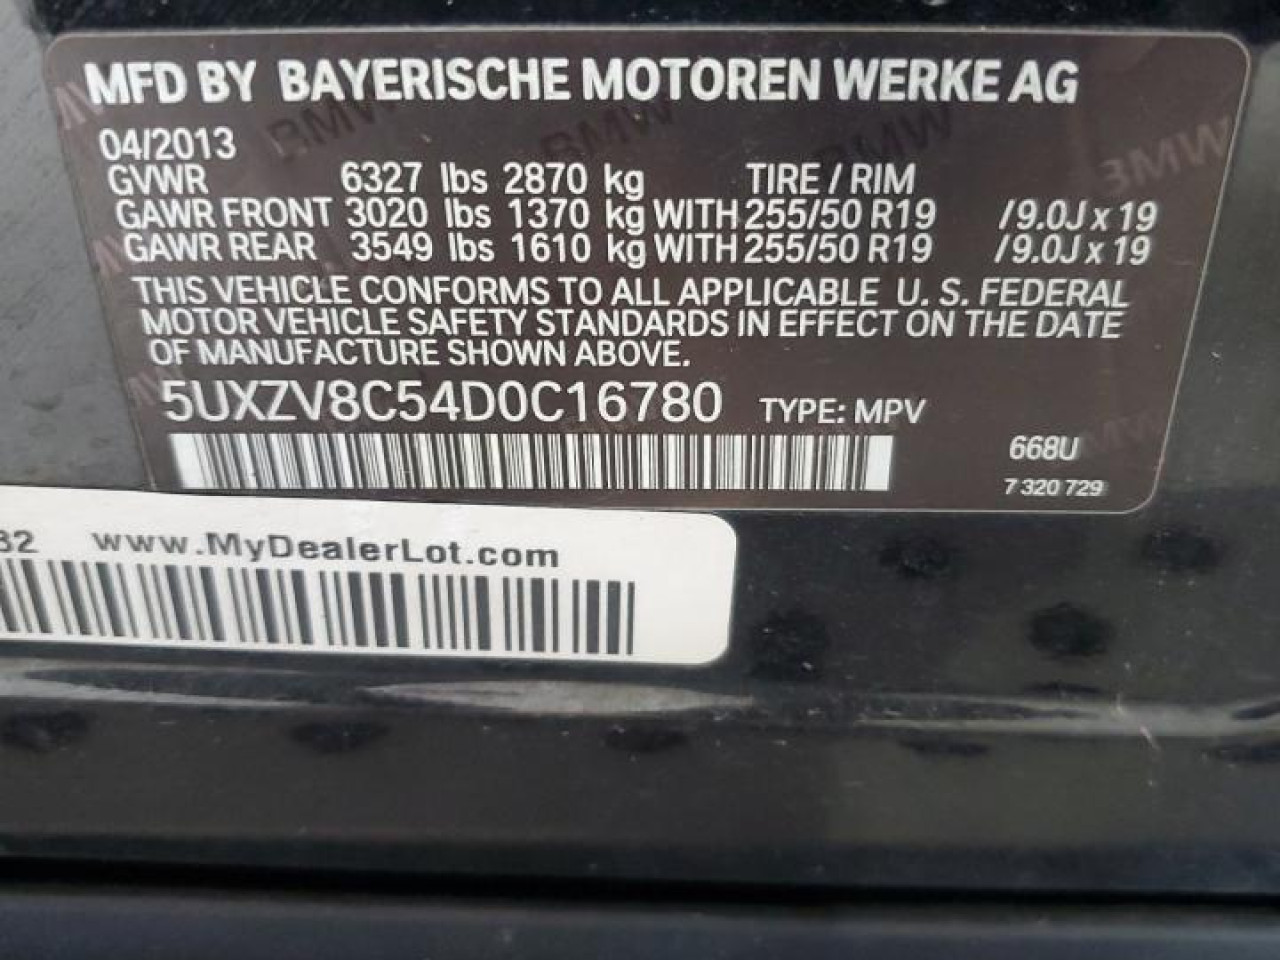 MFD BY BAYERISCHE MOTOREN WERKE AG
04/2013
GVWR 6327 lbs 2870 kg TIRE / RIM
GAWR FRONT 3020 lbs 1370 kg WITH 255/50 R19 /9.0J x 19
GAWR REAR 3549 lbs 1610 kg WITH 255/50 R19 /9.0J x 19
THIS VEHICLE CONFORMS TO ALL APPLICABLE U. S. FEDERAL
MOTOR VEHICLE SAFETY STANDARDS IN EFFECT ON THE DATE
OF MANUFACTURE SHOWN ABOVE.
5UXZV8C54D0C16780 TYPE: MPV
668U
7 320 729
www.MyDealerLot.com